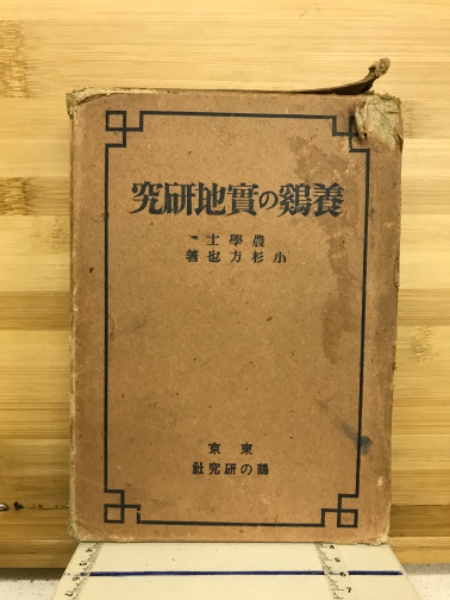 養鷄の實地研究
農學士
小杉方也著
東京
鷄の研究社